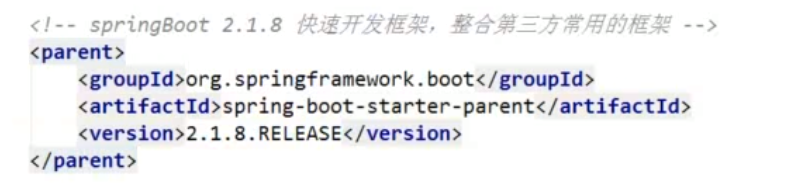 <!-- springBoot 2.1.8 快速开发框架，整合第三方常用的框架 -->
<parent>
    <groupId>org.springframework.boot</groupId>
    <artifactId>spring-boot-starter-parent</artifactId>
    <version>2.1.8.RELEASE</version>
</parent>